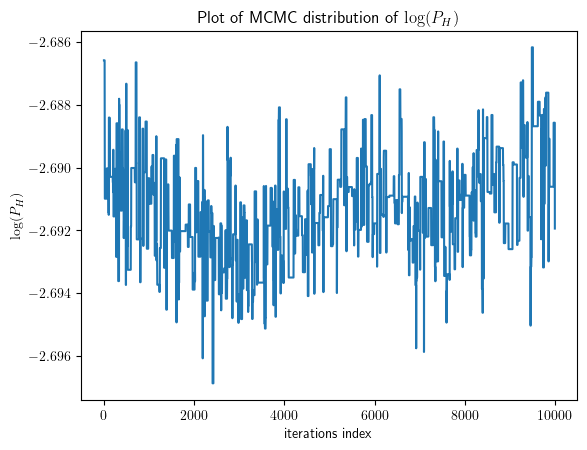 Plot of MCMC distribution of log(P_H)
−2.686
−2.688
−2.690
−2.692
−2.694
−2.696
log(P_H)
0 2000 4000 6000 8000 10000
iterations index